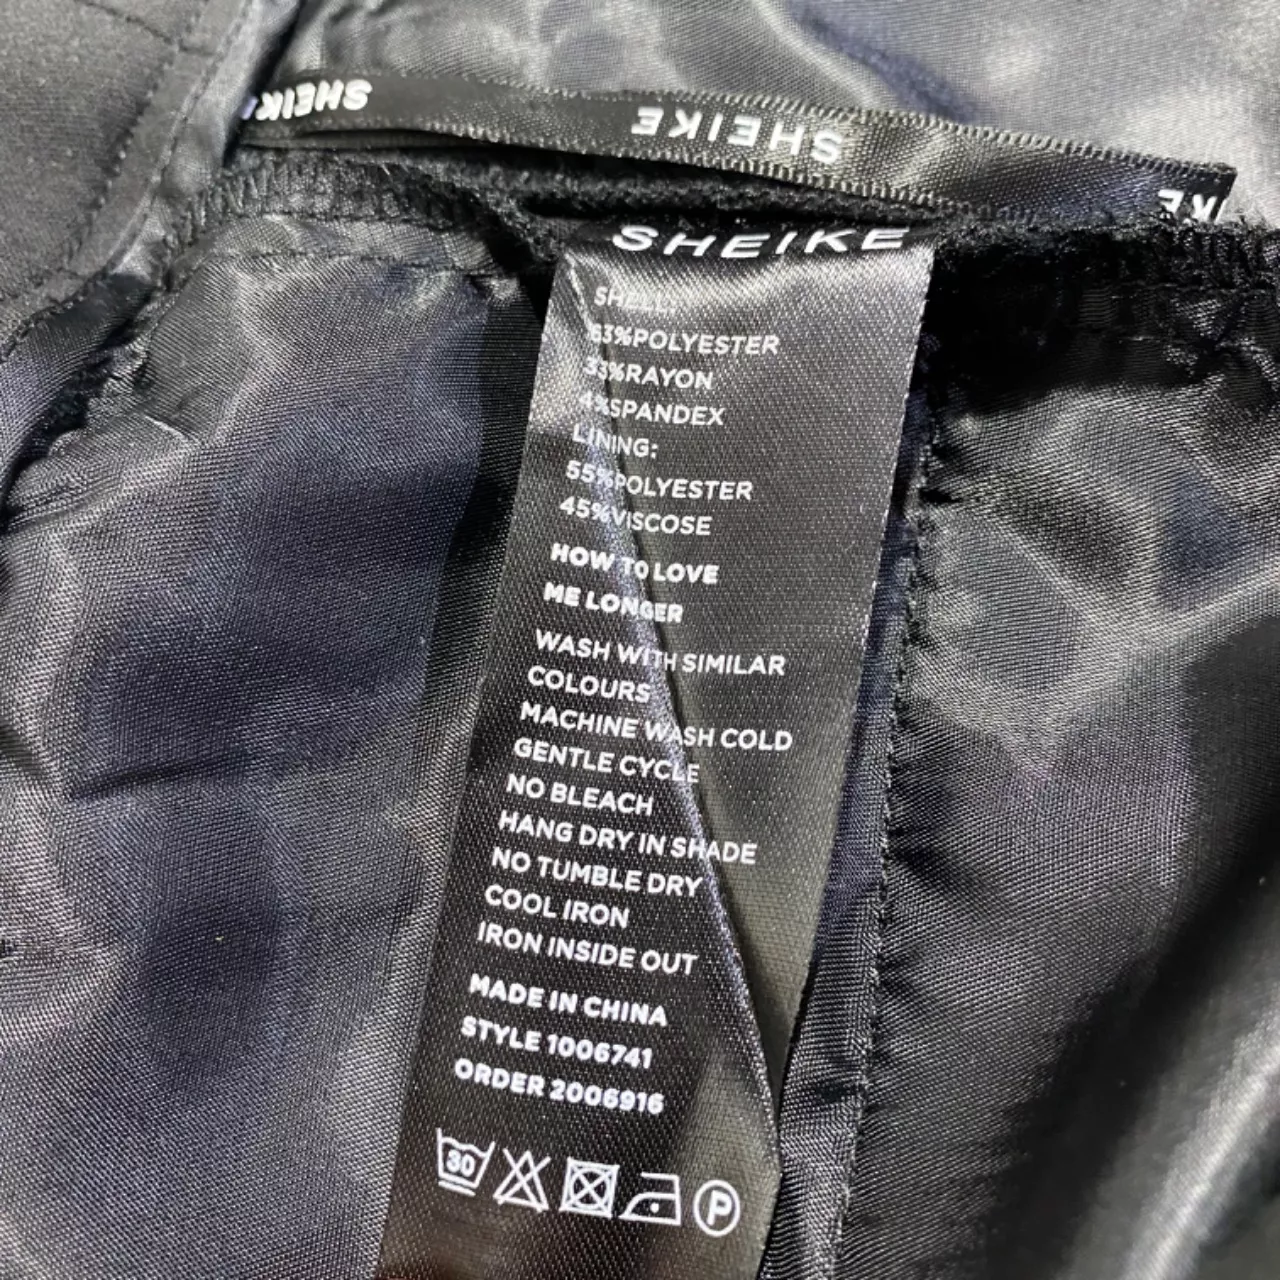 SHEIKE
SHEIKE
KE
SHEIKE
SHELL:
63%POLYESTER
33%RAYON
4%SPANDEX
LINING:
55%POLYESTER
45%VISCOSE
HOW TO LOVE
ME LONGER
WASH WITH SIMILAR
COLOURS
MACHINE WASH COLD
GENTLE CYCLE
NO BLEACH
HANG DRY IN SHADE
NO TUMBLE DRY
COOL IRON
IRON INSIDE OUT
MADE IN CHINA
STYLE 1006741
ORDER 2006916
30
P